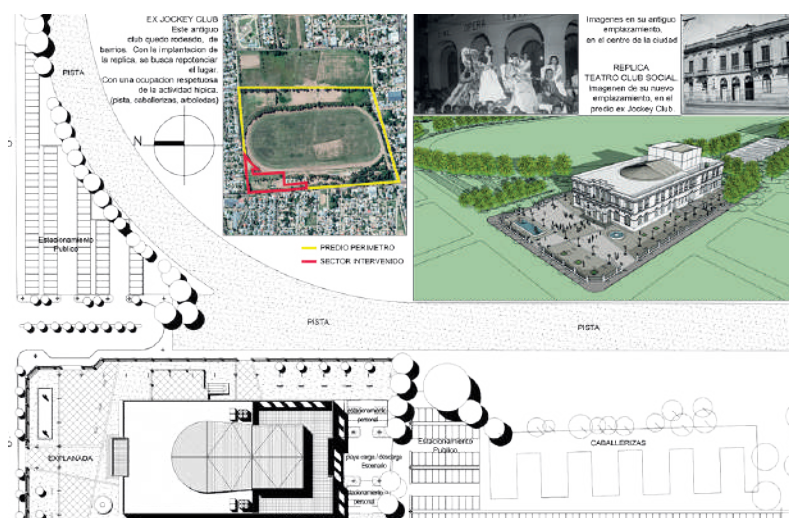 EX JOCKEY CLUB
Este antiguo
club quedo rodeado, de
barrios. Con la implantacion de
la replica, se busca repotenciar
el lugar.
Con una ocupacion respetuosa
de la actividad hipica.
(pista, caballerizas, arboledas)
N
PREDIO PERIMETRO
SECTOR INTERVENIDO
OPERA
Imagenes en su antiguo
emplazamiento,
en el centro de la ciudad
REPLICA
TEATRO CLUB SOCIAL
Imagenen de su nuevo
emplazamiento, en el
predio ex Jockey Club.
PISTA
Estacionamiento
Publico
PISTA
PISTA
EXPLANADA
estacionamiento
personal
playa carga / descarga
Escenario
estacionamiento
personal
Estacionamiento
Publico
CABALLERIZAS